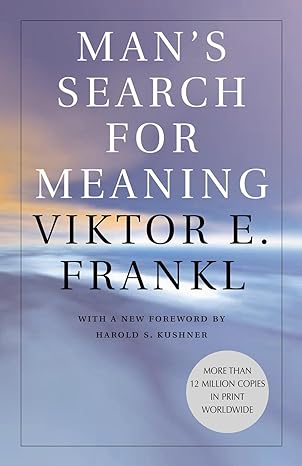 MAN'S
SEARCH
FOR
MEANING
VIKTOR E.
FRANKL
WITH A NEW FOREWORD BY
HAROLD S. KUSHNER
MORE THAN
12 MILLION COPIES
IN PRINT
WORLDWIDE